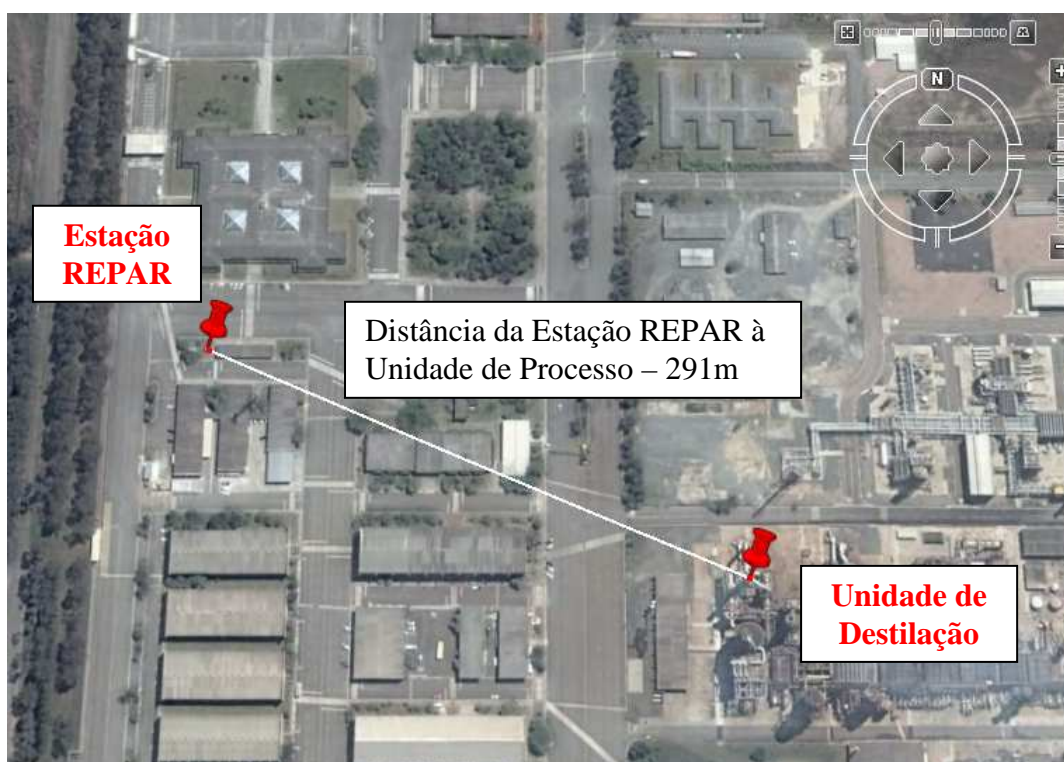 N
Estação
REPAR
Distância da Estação REPAR à
Unidade de Processo – 291m
Unidade de
Destilação